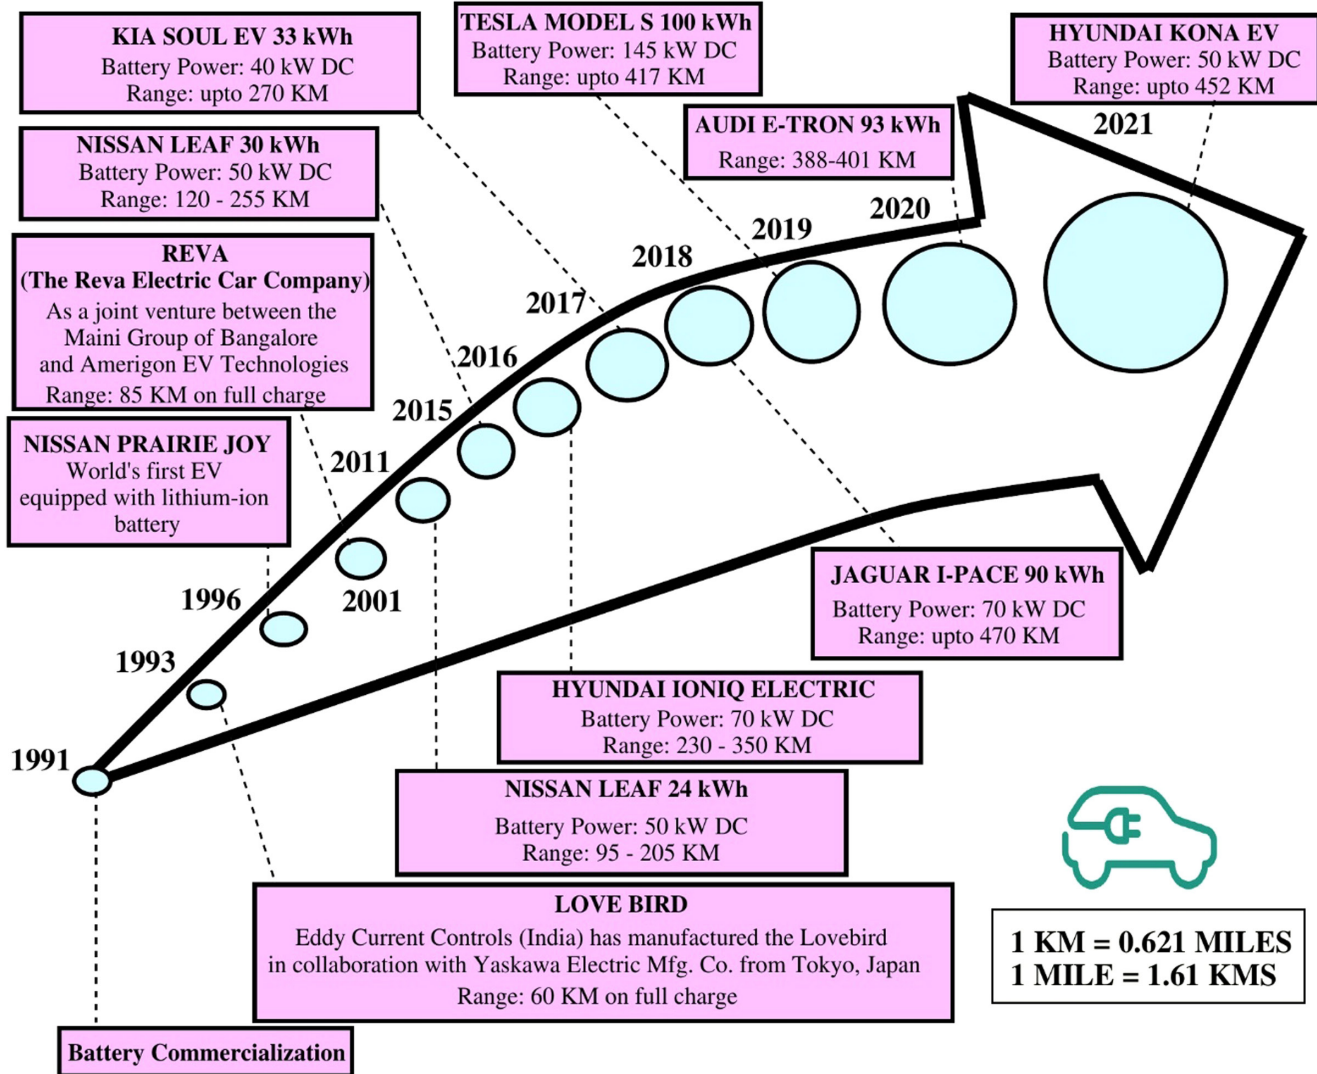 KIA SOUL EV 33 kWh
Battery Power: 40 kW DC
Range: upto 270 KM
TESLA MODEL S 100 kWh
Battery Power: 145 kW DC
Range: upto 417 KM
HYUNDAI KONA EV
Battery Power: 50 kW DC
Range: upto 452 KM
AUDI E-TRON 93 kWh
Range: 388-401 KM
NISSAN LEAF 30 kWh
Battery Power: 50 kW DC
Range: 120 - 255 KM
REVA
(The Reva Electric Car Company)
As a joint venture between the
Maini Group of Bangalore
and Amerigon EV Technologies
Range: 85 KM on full charge
NISSAN PRAIRIE JOY
World's first EV
equipped with lithium-ion
battery
2021
2020
2019
2018
2017
2016
2015
2011
2001
1996
1993
1991
JAGUAR I-PACE 90 kWh
Battery Power: 70 kW DC
Range: upto 470 KM
HYUNDAI IONIQ ELECTRIC
Battery Power: 70 kW DC
Range: 230 - 350 KM
NISSAN LEAF 24 kWh
Battery Power: 50 kW DC
Range: 95 - 205 KM
LOVE BIRD
Eddy Current Controls (India) has manufactured the Lovebird
in collaboration with Yaskawa Electric Mfg. Co. from Tokyo, Japan
Range: 60 KM on full charge
Battery Commercialization
1 KM = 0.621 MILES
1 MILE = 1.61 KMS